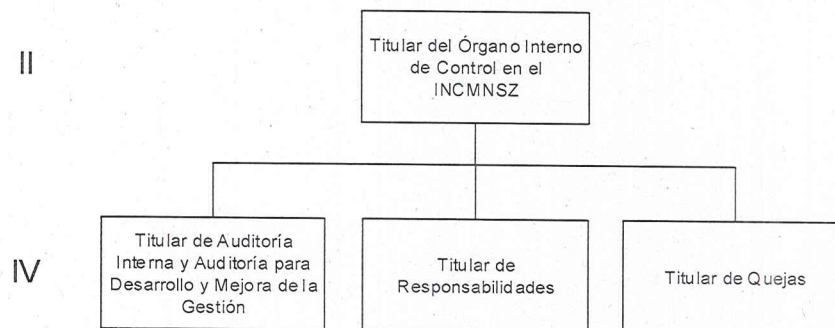 II
Titular del Órgano Interno
de Control en el
INCMNSZ
IV
Titular de Auditoría
Interna y Auditoría para
Desarrollo y Mejora de la
Gestión
Titular de
Responsabilidades
Titular de Quejas